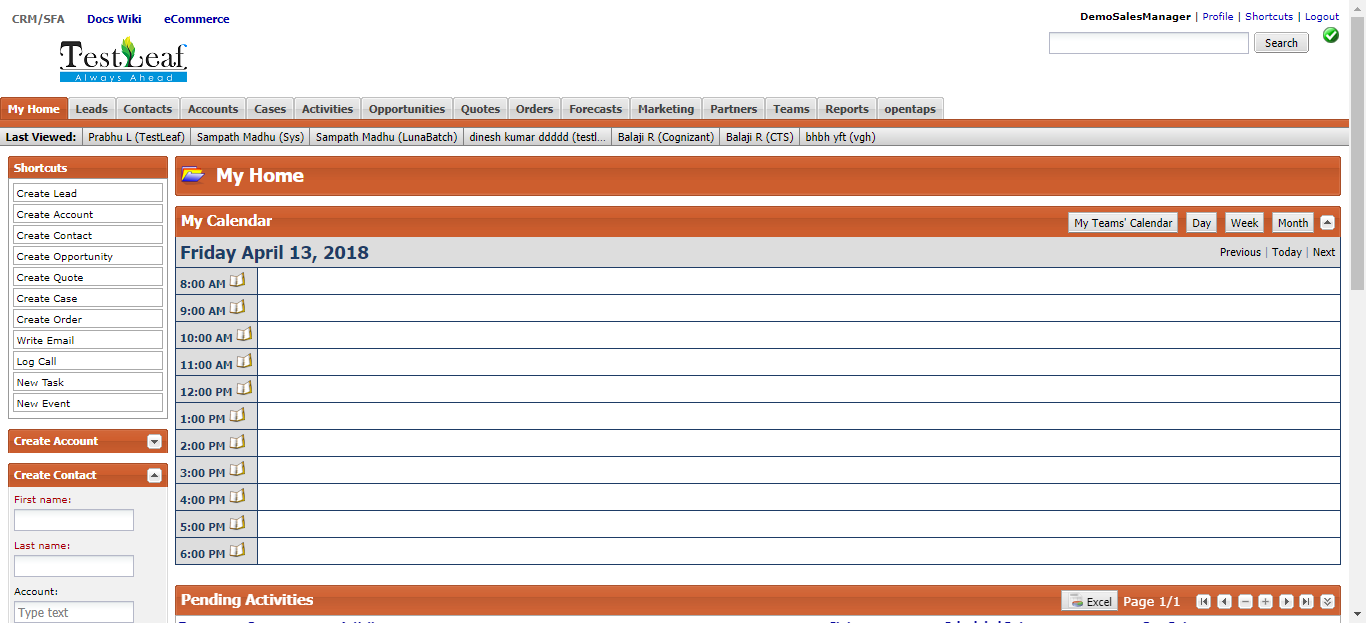 CRM/SFA Docs Wiki eCommerce
DemoSalesManager | Profile | Shortcuts | Logout
Search
TestLeaf
Always Ahead
My Home Leads Contacts Accounts Cases Activities Opportunities Quotes Orders Forecasts Marketing Partners Teams Reports opentaps
Last Viewed: Prabhu L (TestLeaf) Sampath Madhu (Sys) Sampath Madhu (LunaBatch) dinesh kumar ddddd (testl... Balaji R (Cognizant) Balaji R (CTS) bhbh yft (vgh)
Shortcuts
Create Lead
Create Account
Create Contact
Create Opportunity
Create Quote
Create Case
Create Order
Write Email
Log Call
New Task
New Event
Create Account
Create Contact
First name:
Last name:
Account:
Type text
My Home
My Calendar My Teams' Calendar Day Week Month
Friday April 13, 2018 Previous | Today | Next
8:00 AM
9:00 AM
10:00 AM
11:00 AM
12:00 PM
1:00 PM
2:00 PM
3:00 PM
4:00 PM
5:00 PM
6:00 PM
Pending Activities Excel Page 1/1